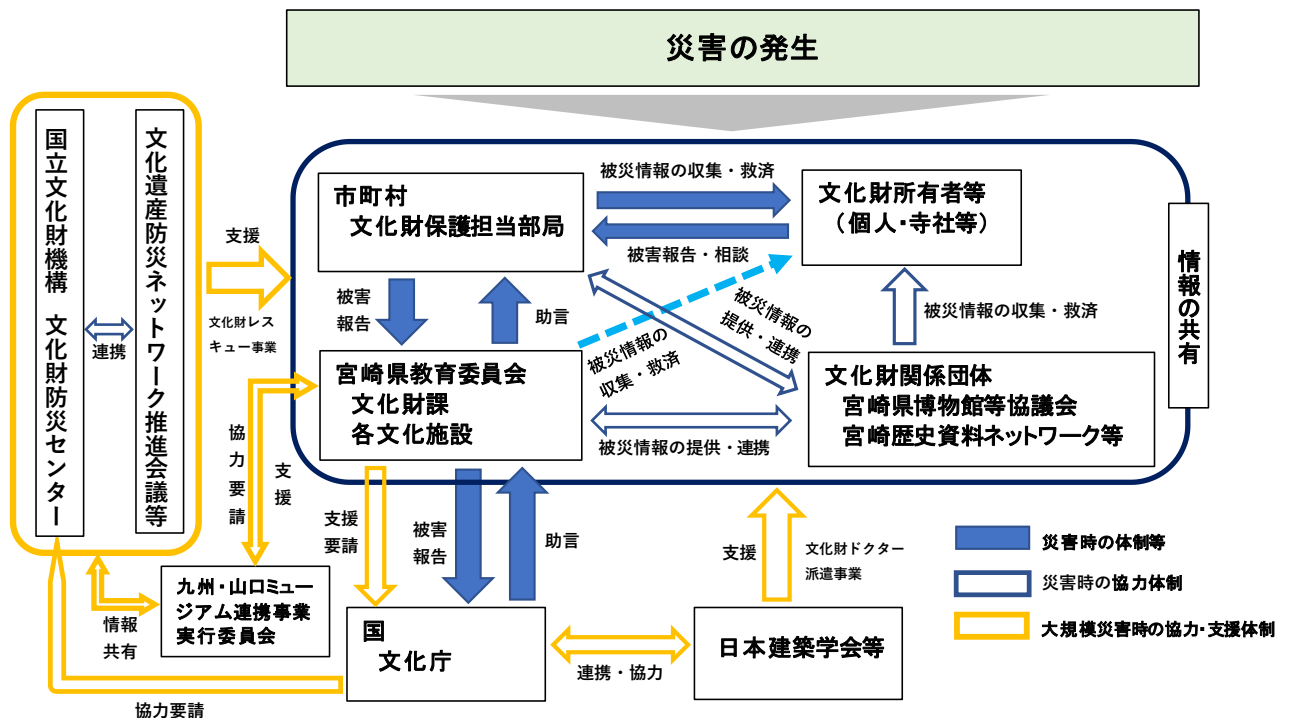 災害の発生
国立文化財機構 文化財防災センター
連携
文化遺産防災ネットワーク推進会議等
支援
文化財レス
キュー事業
市町村
文化財保護担当部局
被災情報の収集・救済
被害報告・相談
文化財所有者等
(個人・寺社等)
情報の共有
被害
報告
助言
被災情報の
収集・救済
被災情報の
提供・連携
被災情報の収集・救済
宮崎県教育委員会
文化財課
各文化施設
被災情報の提供・連携
文化財関係団体
宮崎県博物館等協議会
宮崎歴史資料ネットワーク等
協力要請
支援
支援
要請
被害
報告
助言
支援
文化財ドクター
派遣事業
災害時の体制等
災害時の協力体制
大規模災害時の協力・支援体制
九州・山口ミュー
ジアム連携事業
実行委員会
情報
共有
国
文化庁
連携・協力
日本建築学会等
協力要請